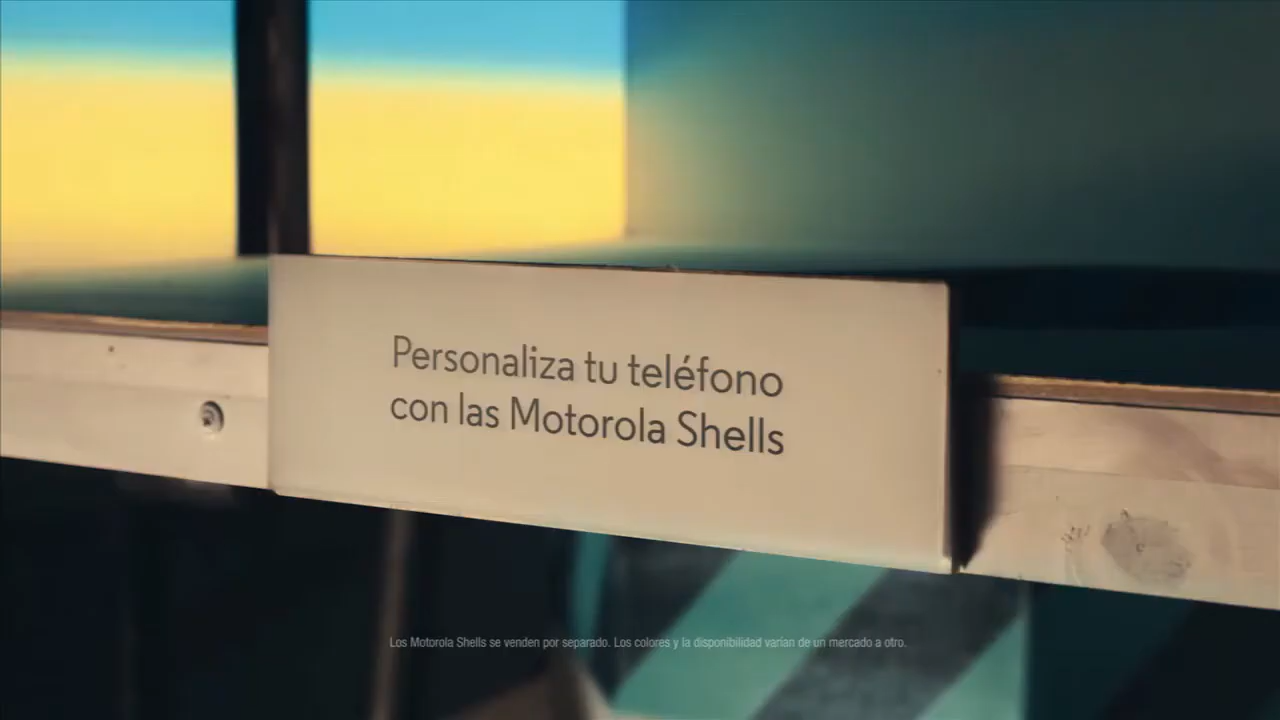 Personaliza tu teléfono
con las Motorola Shells
Los Motorola Shells se venden por separado. Los colores y la disponibilidad varían de un mercado a otro.